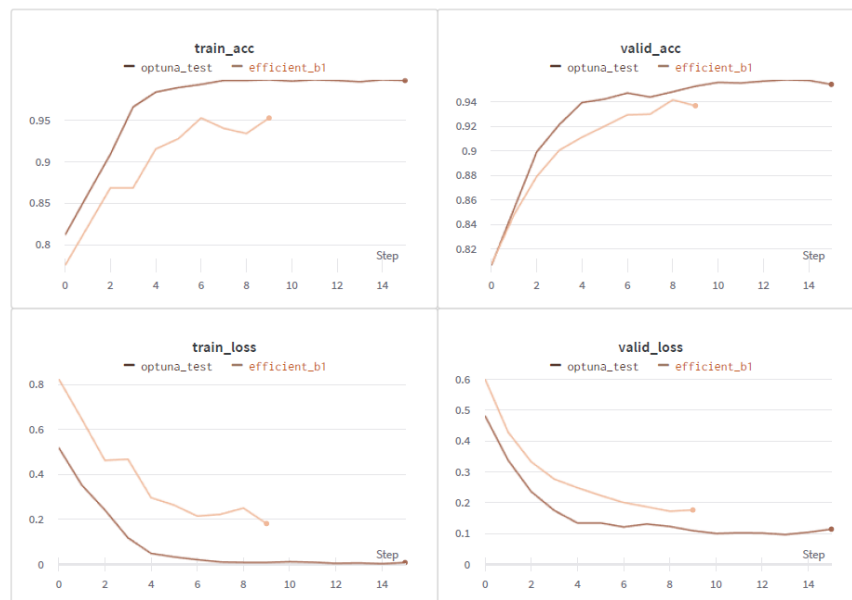 train_acc
optuna_test efficient_b1
0.95
0.9
0.85
0.8
Step
0 2 4 6 8 10 12 14
valid_acc
optuna_test efficient_b1
0.94
0.92
0.9
0.88
0.86
0.84
0.82
Step
0 2 4 6 8 10 12 14
train_loss
optuna_test efficient_b1
0.8
0.6
0.4
0.2
0
Step
0 2 4 6 8 10 12 14
valid_loss
optuna_test efficient_b1
0.6
0.5
0.4
0.3
0.2
0.1
0
Step
0 2 4 6 8 10 12 14